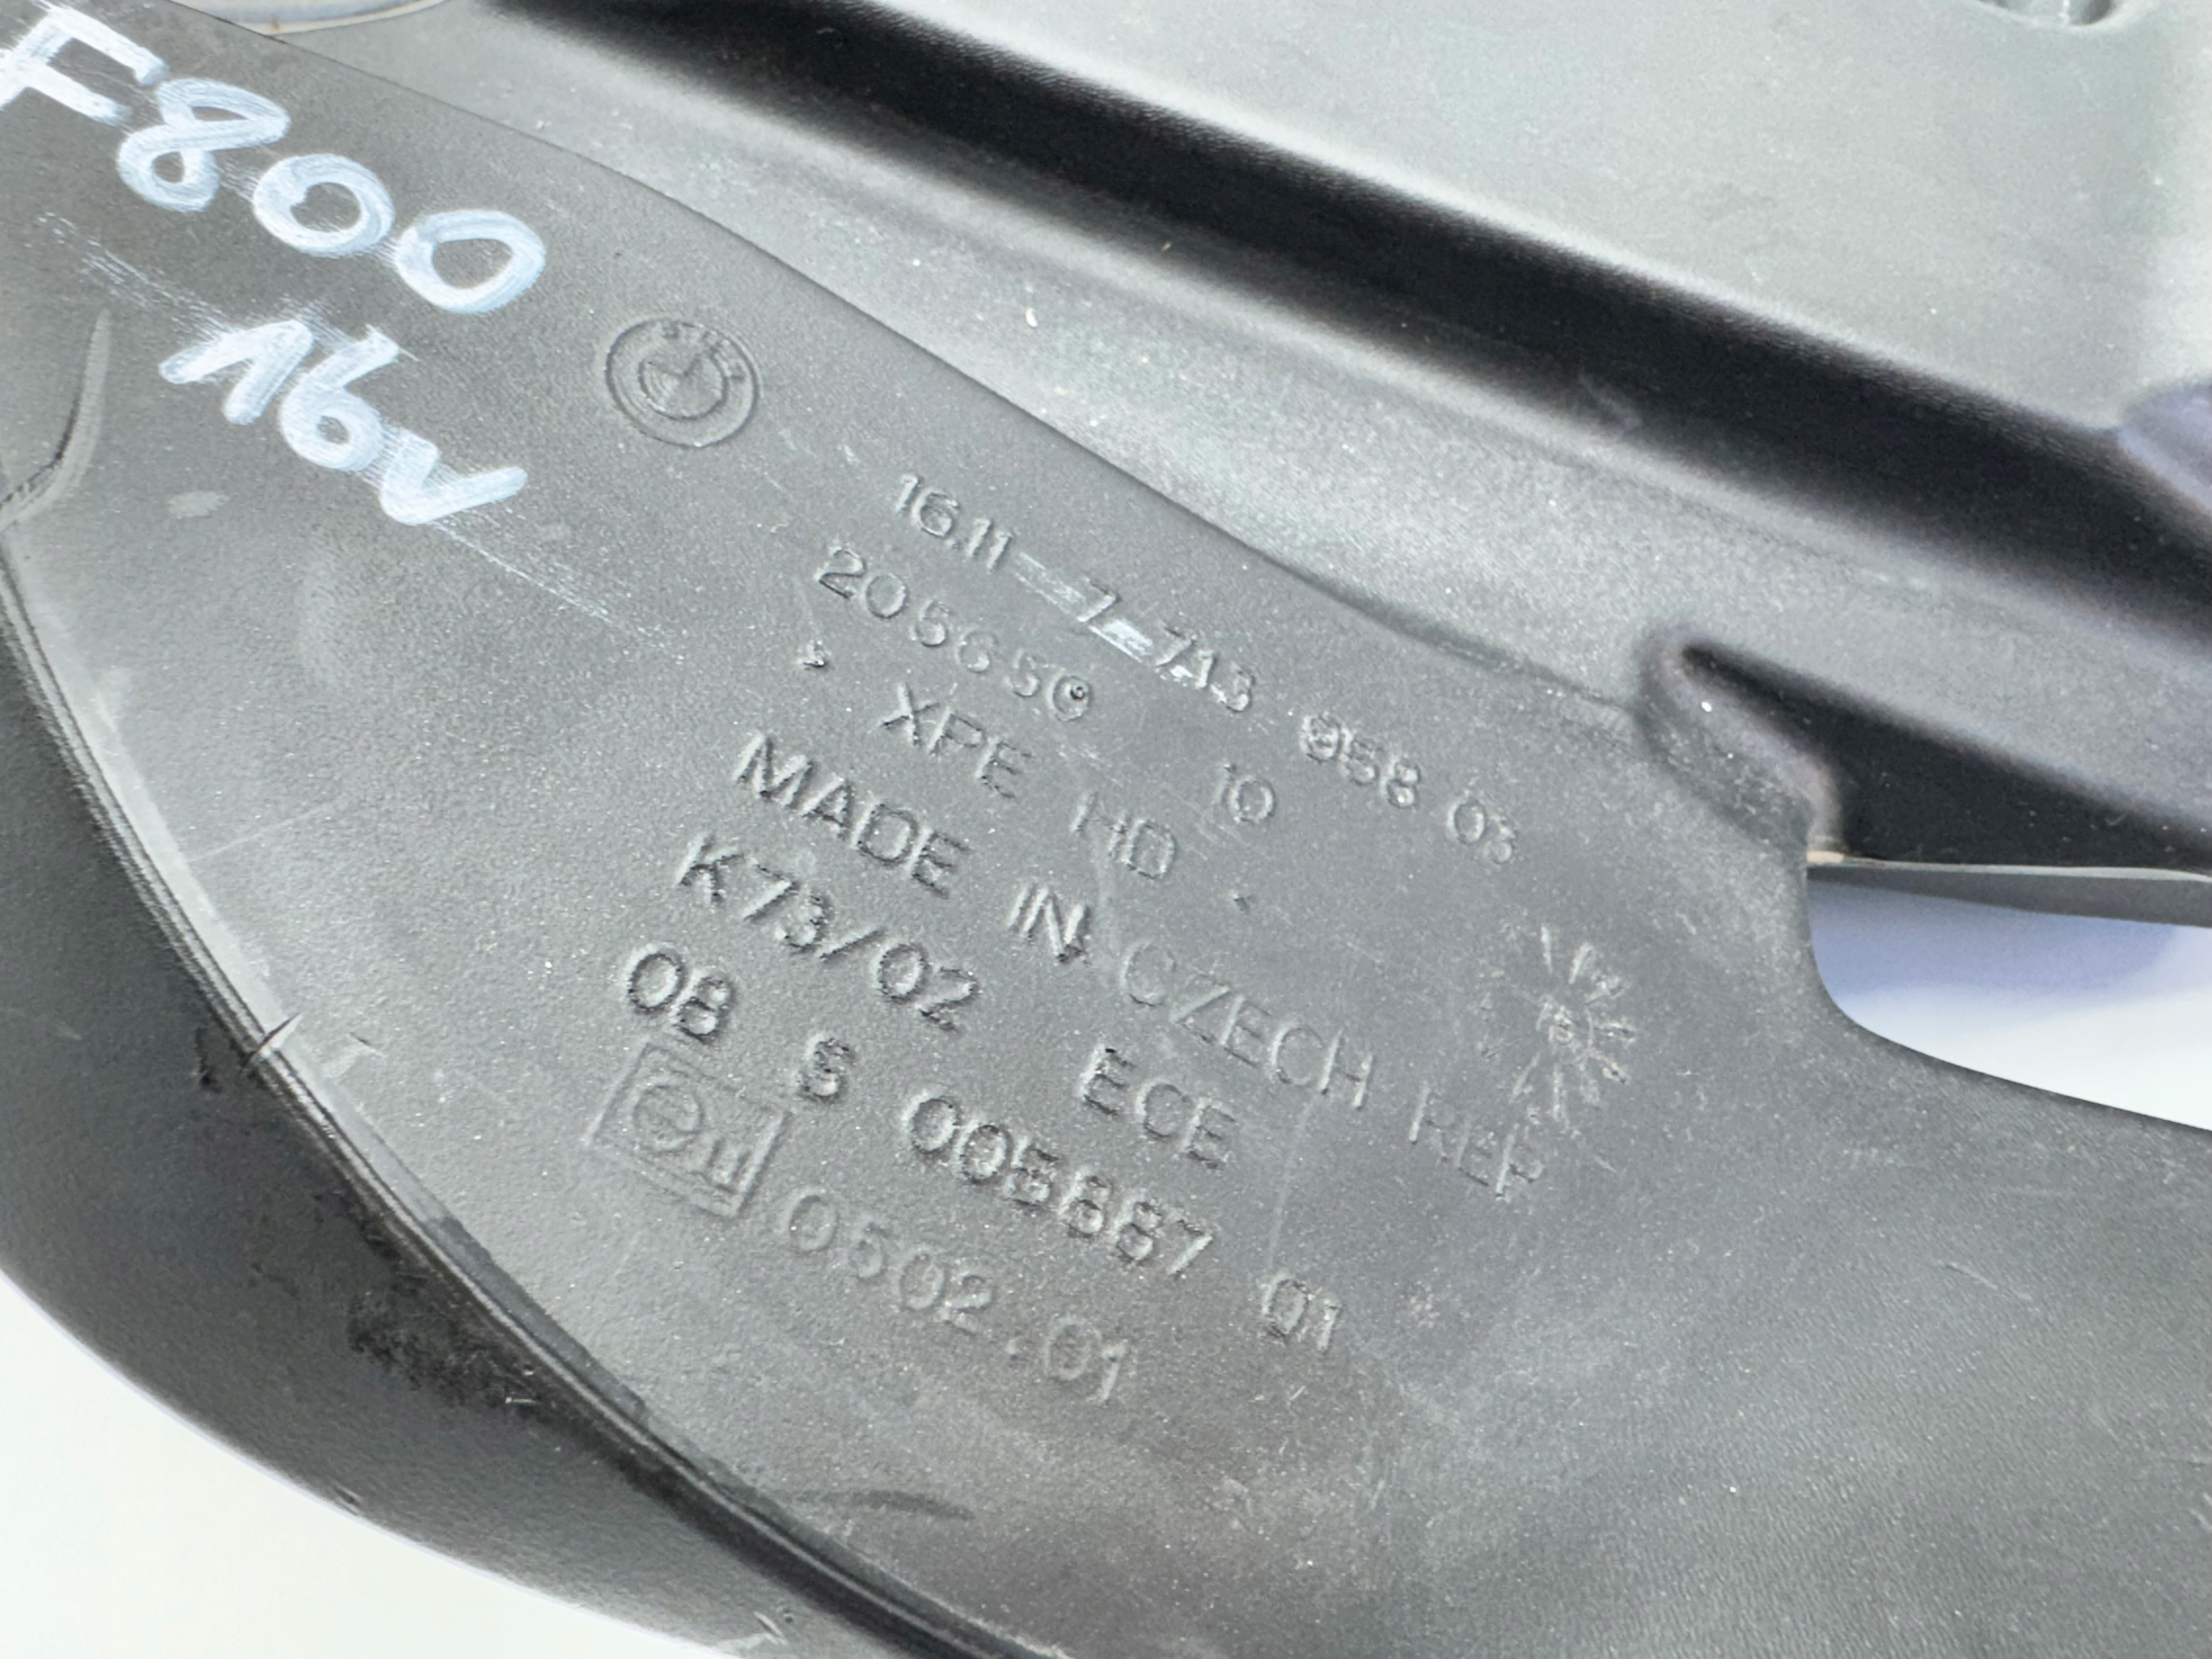 F800
16V
16.11-7 713 958 03
205650 10
XPE HD
MADE IN CZECH REP
K73/02 ECE
08 S 005887 01
0502.01